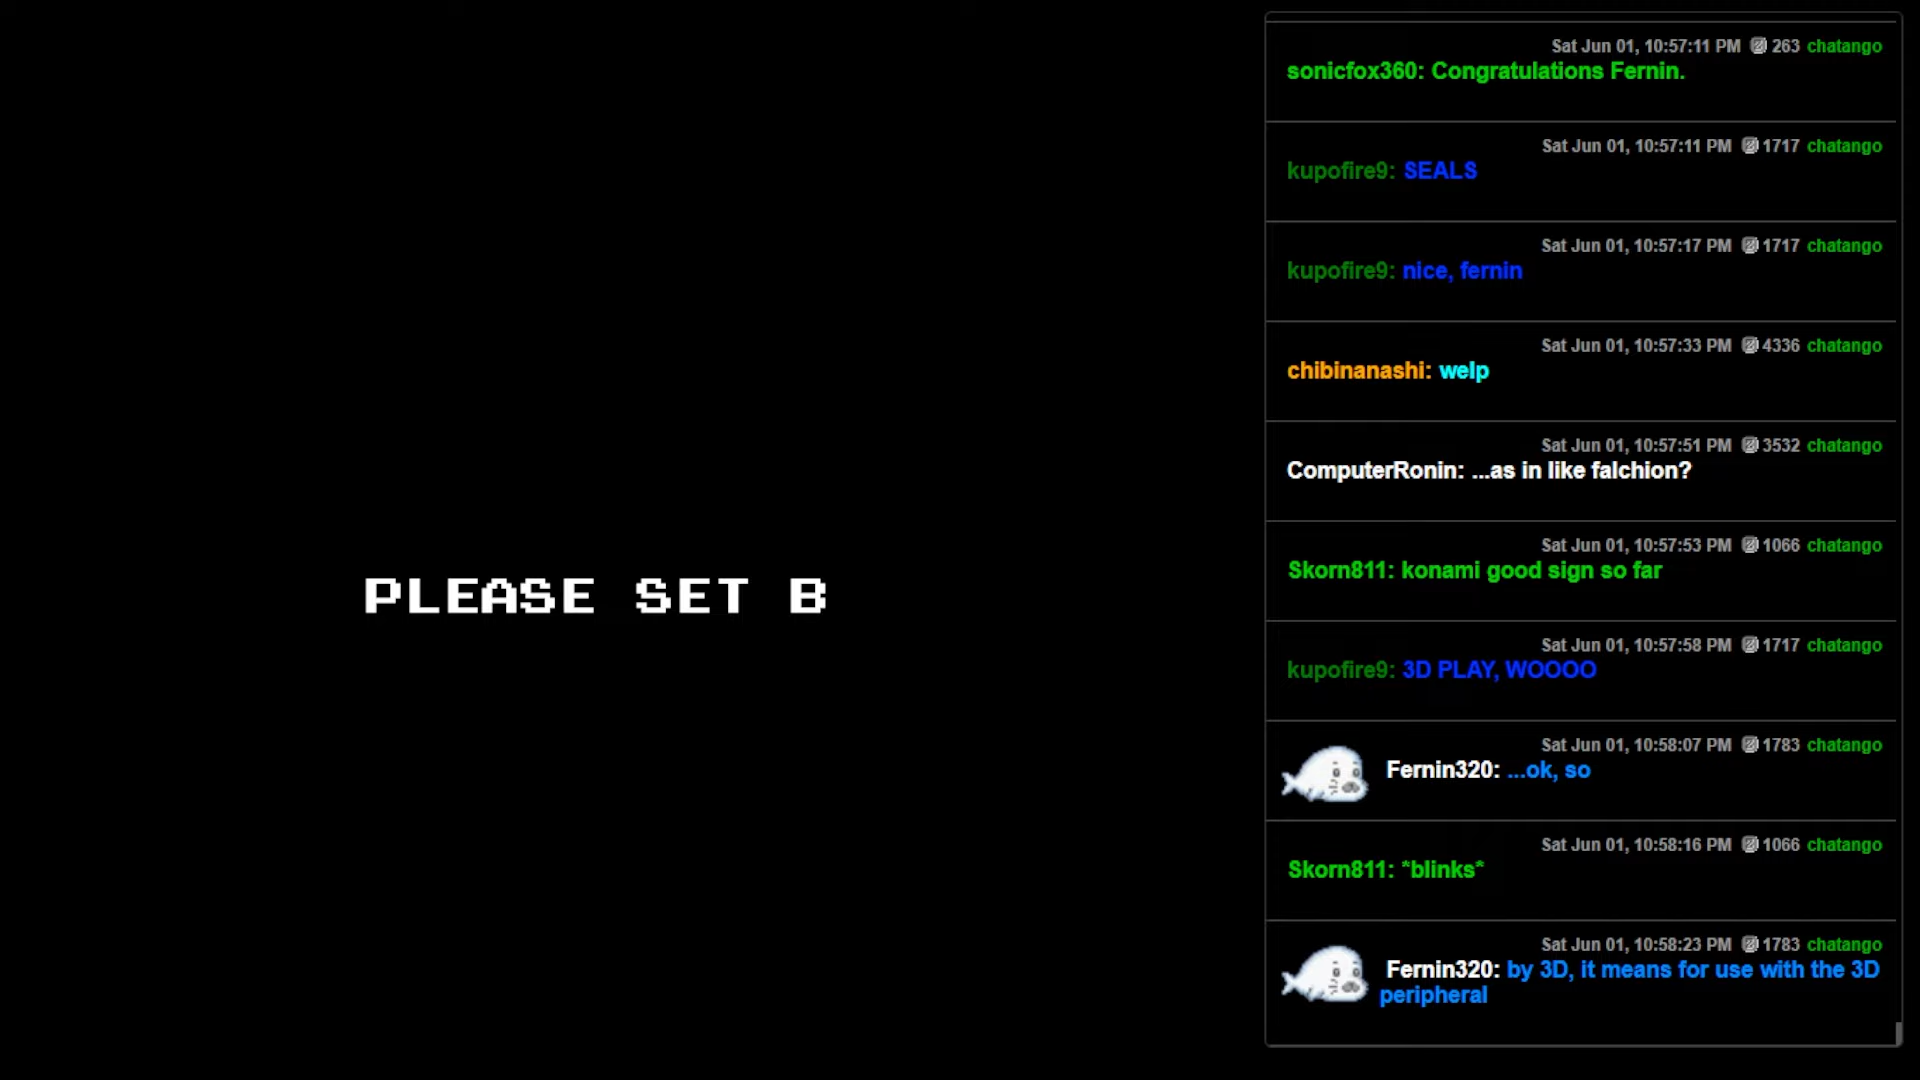 PLEASE SET B
Sat Jun 01, 10:57:11 PM 263 chatango
sonicfox360: Congratulations Fernin.
Sat Jun 01, 10:57:11 PM 1717 chatango
kupofire9: SEALS
Sat Jun 01, 10:57:17 PM 1717 chatango
kupofire9: nice, fernin
Sat Jun 01, 10:57:33 PM 4336 chatango
chibinanashi: welp
Sat Jun 01, 10:57:51 PM 3532 chatango
ComputerRonin: ...as in like falchion?
Sat Jun 01, 10:57:53 PM 1066 chatango
Skorn811: konami good sign so far
Sat Jun 01, 10:57:58 PM 1717 chatango
kupofire9: 3D PLAY, WOOOO
Sat Jun 01, 10:58:07 PM 1783 chatango
Fernin320: ...ok, so
Sat Jun 01, 10:58:16 PM 1066 chatango
Skorn811: *blinks*
Sat Jun 01, 10:58:23 PM 1783 chatango
Fernin320: by 3D, it means for use with the 3D
peripheral